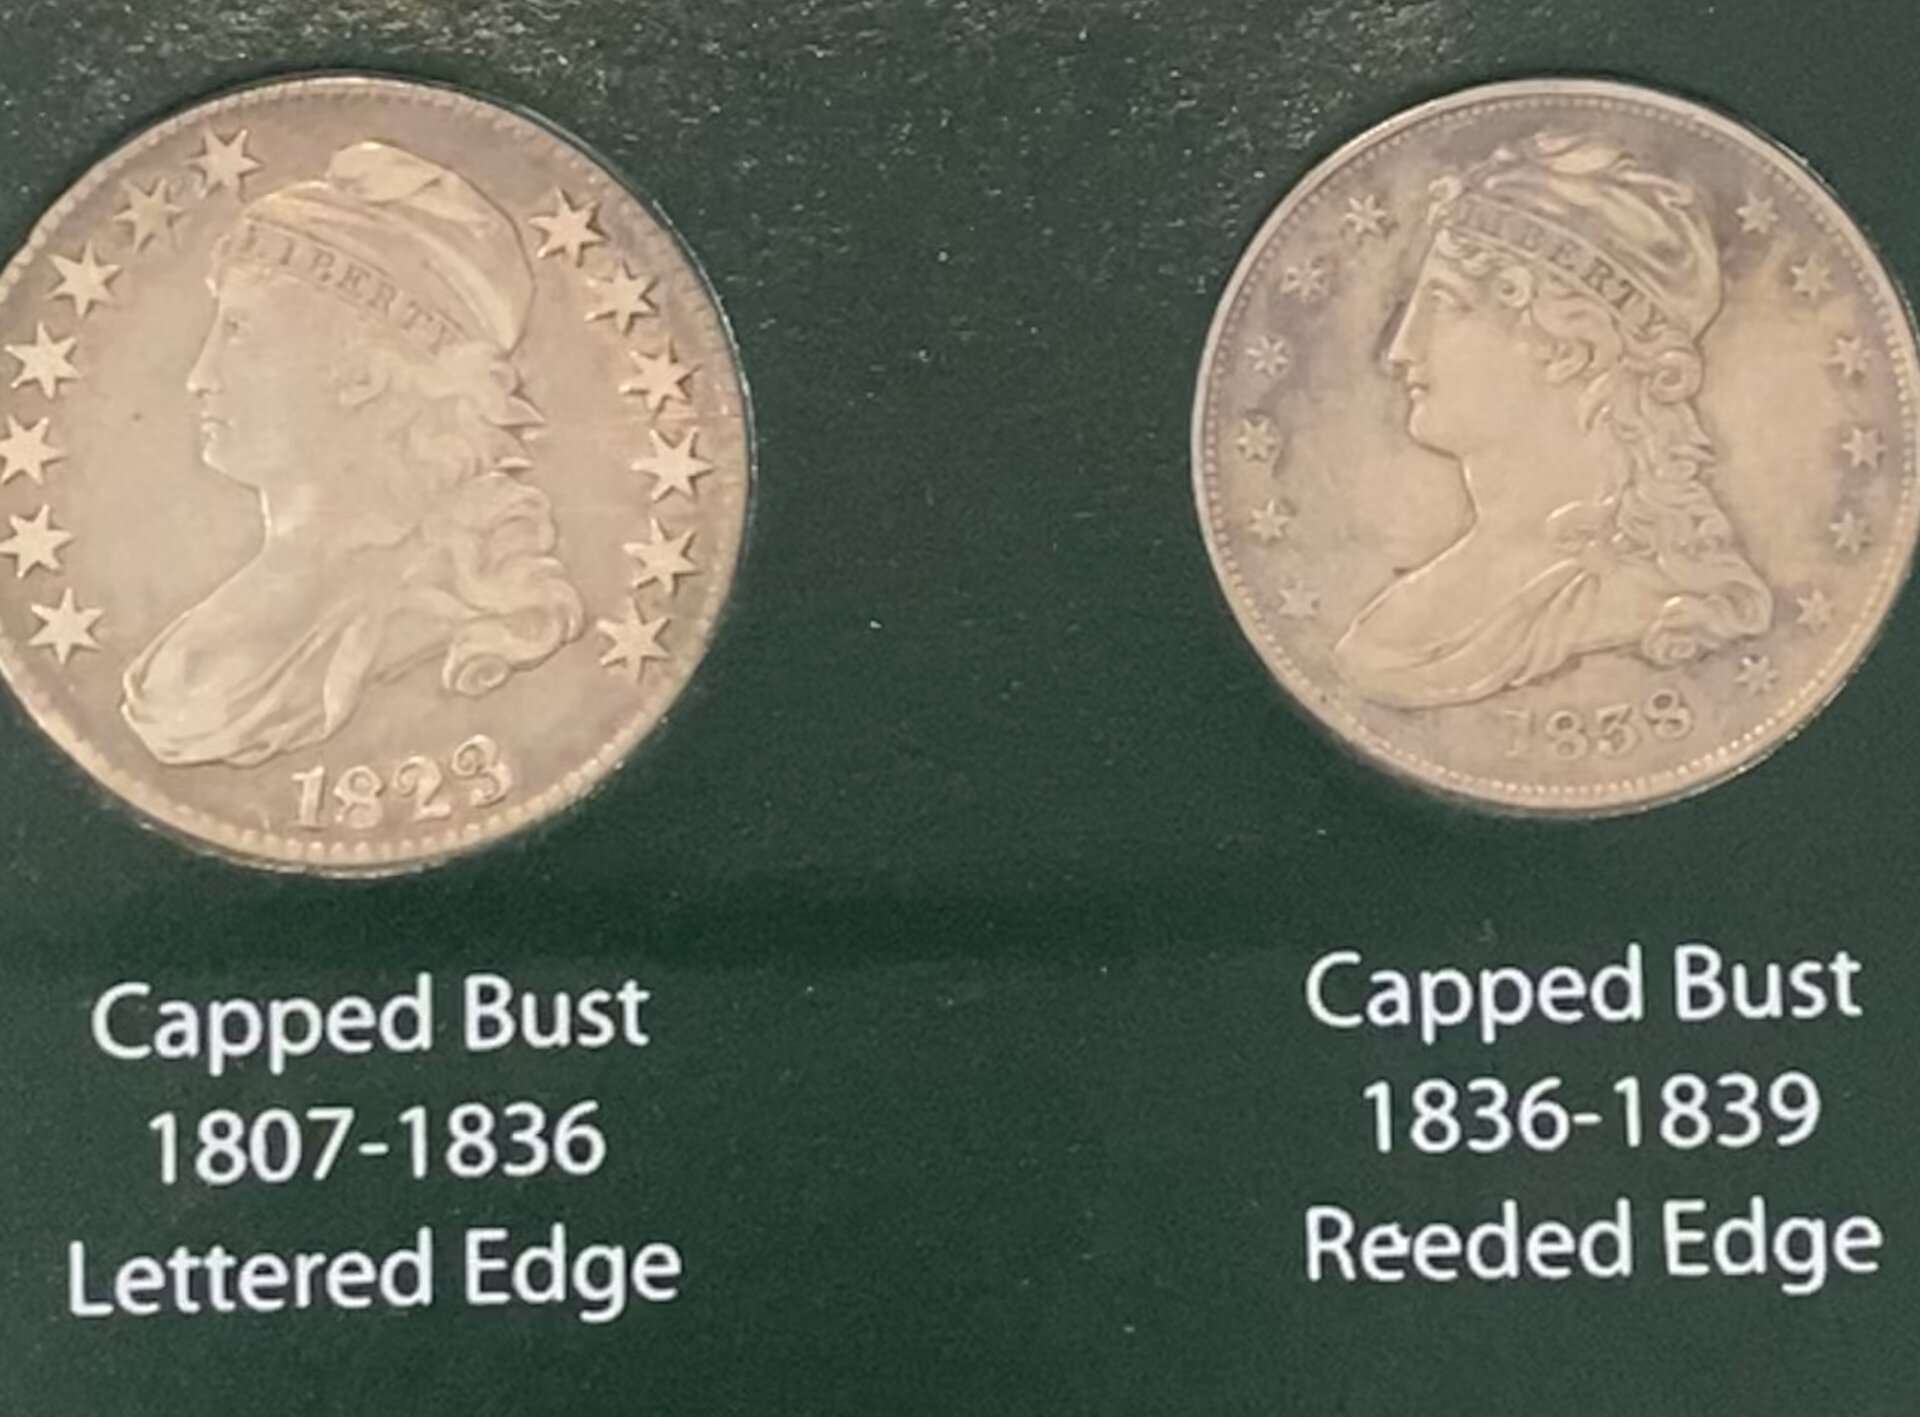 LIBERTY
1823
LIBERTY
1838
Capped Bust
1807-1836
Lettered Edge
Capped Bust
1836-1839
Reeded Edge